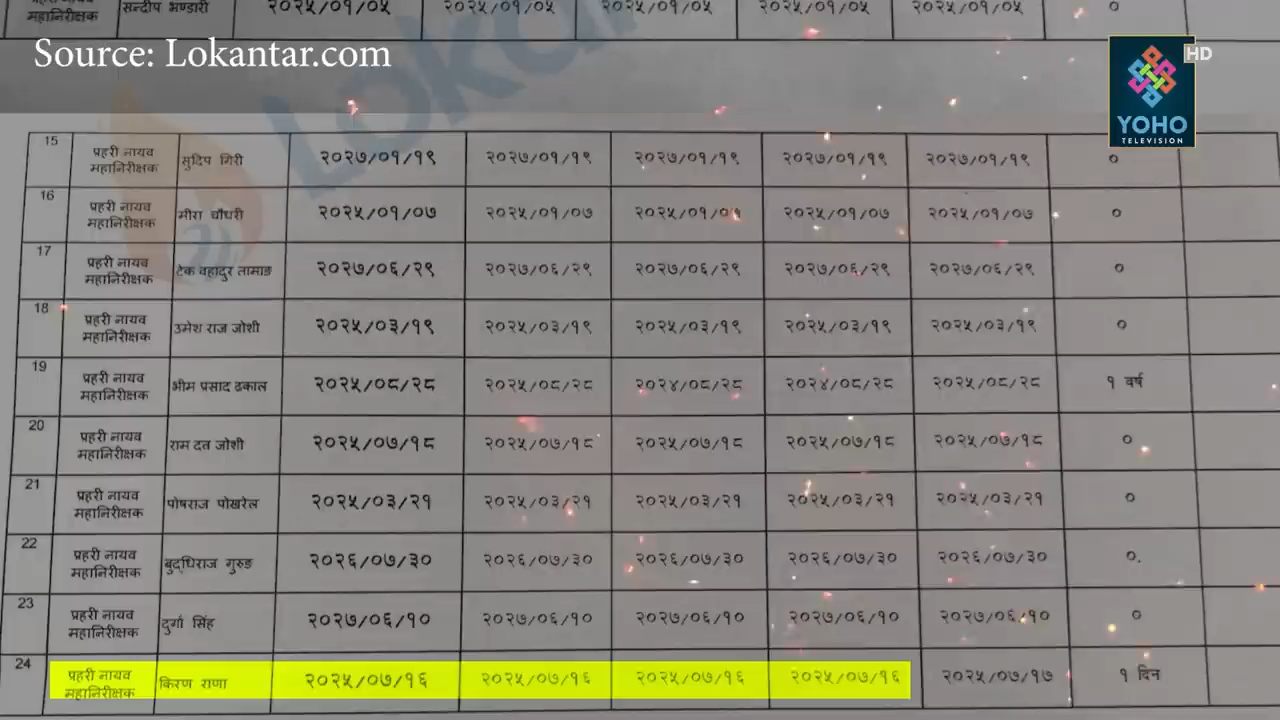 प्रहरी नायव
महानिरीक्षक सन्दीप भण्डारी २०२५/०१/०५ २०२५/०१/०५ २०२५/०१/०५ २०२५/०१/०५ २०२५/०१/०५ ०
Source: Lokantar.com
HD
YOHO
TELEVISION
15 प्रहरी नायव
महानिरीक्षक सुदिप गिरी २०२७/०१/१९ २०२७/०१/१९ २०२७/०१/१९ २०२७/०१/१९ २०२७/०१/१९ ०
16 प्रहरी नायव
महानिरीक्षक मीरा चौधरी २०२५/०१/०७ २०२५/०१/०७ २०२५/०१/०७ २०२५/०१/०७ २०२५/०१/०७ ०
17 प्रहरी नायव
महानिरीक्षक टेक वहादुर तामाङ २०२७/०६/२९ २०२७/०६/२९ २०२७/०६/२९ २०२७/०६/२९ २०२७/०६/२९ ०
18 प्रहरी नायव
महानिरीक्षक उमेश राज जोशी २०२५/०३/१९ २०२५/०३/१९ २०२५/०३/१९ २०२५/०३/१९ २०२५/०३/१९ ०
19 प्रहरी नायव
महानिरीक्षक भीम प्रसाद ढकाल २०२५/०८/२८ २०२५/०८/२८ २०२४/०८/२८ २०२४/०८/२८ २०२५/०८/२८ १ वर्ष
20 प्रहरी नायव
महानिरीक्षक राम दत्त जोशी २०२५/०७/१८ २०२५/०७/१८ २०२५/०७/१८ २०२५/०७/१८ २०२५/०७/१८ ०
21 प्रहरी नायव
महानिरीक्षक पोषराज पोखरेल २०२५/०३/२१ २०२५/०३/२१ २०२५/०३/२१ २०२५/०३/२१ २०२५/०३/२१ ०
22 प्रहरी नायव
महानिरीक्षक बुद्धिराज गुरुङ २०२६/०७/३० २०२६/०७/३० २०२६/०७/३० २०२६/०७/३० २०२६/०७/३० ०.
23 प्रहरी नायव
महानिरीक्षक दुर्गा सिंह २०२७/०६/१० २०२७/०६/१० २०२७/०६/१० २०२७/०६/१० २०२७/०६/१० ०
24 प्रहरी नायव
महानिरीक्षक किरण राणा २०२५/०७/१६ २०२५/०७/१६ २०२५/०७/१६ २०२५/०७/१६ २०२५/०७/१७ १ दिन